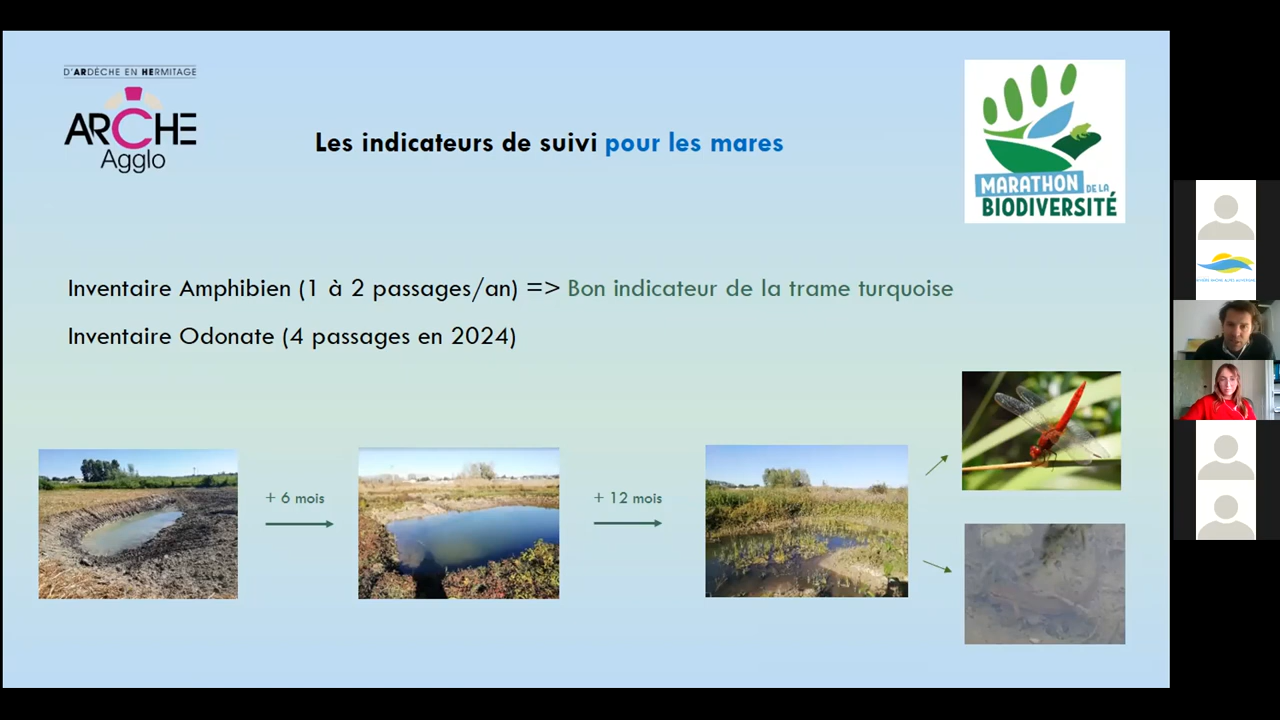 D'ARDÈCHE EN HERMITAGE
ARCHE
Agglo
Les indicateurs de suivi pour les mares
MARATHON DE LA
BIODIVERSITÉ
Inventaire Amphibien (1 à 2 passages/an) => Bon indicateur de la trame turquoise
Inventaire Odonate (4 passages en 2024)
+ 6 mois
+ 12 mois